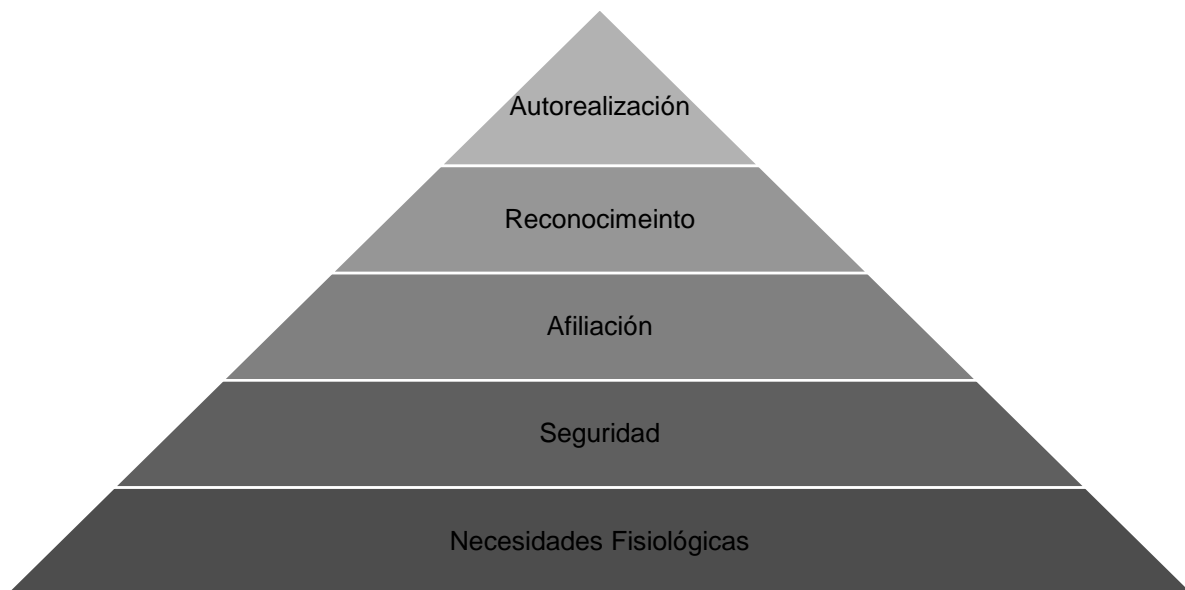 Autorealización
Reconocimeinto
Afiliación
Seguridad
Necesidades Fisiológicas